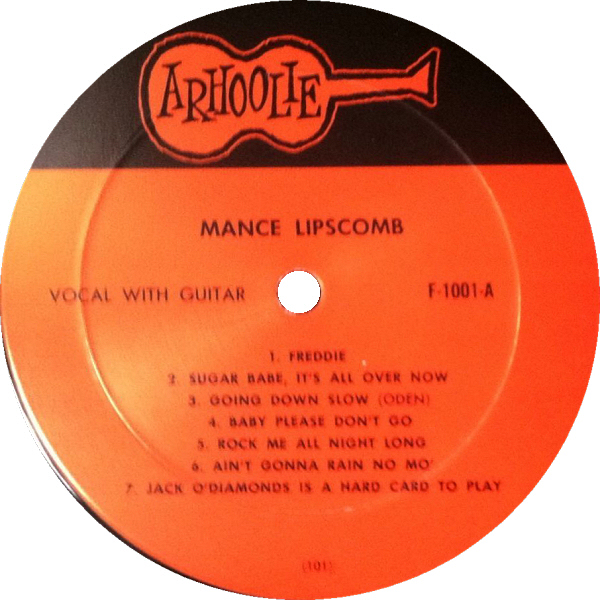 ARHOOLIE
MANCE LIPSCOMB
VOCAL WITH GUITAR F-1001-A
1. FREDDIE
2. SUGAR BABE, IT'S ALL OVER NOW
3. GOING DOWN SLOW (ODEN)
4. BABY PLEASE DON'T GO
5. ROCK ME ALL NIGHT LONG
6. AIN'T GONNA RAIN NO MO'
7. JACK O'DIAMONDS IS A HARD CARD TO PLAY
(101)